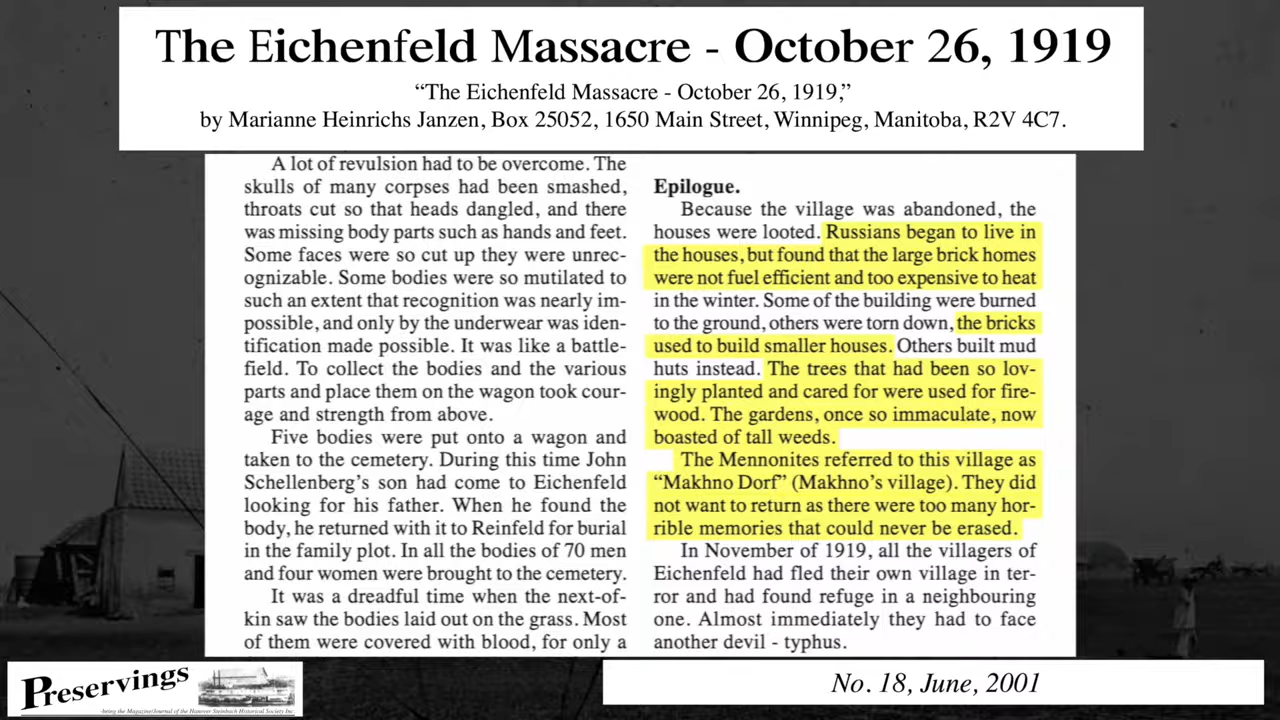 The Eichenfeld Massacre - October 26, 1919
“The Eichenfeld Massacre - October 26, 1919,”
by Marianne Heinrichs Janzen, Box 25052, 1650 Main Street, Winnipeg, Manitoba, R2V 4C7.
A lot of revulsion had to be overcome. The
skulls of many corpses had been smashed,
throats cut so that heads dangled, and there
was missing body parts such as hands and feet.
Some faces were so cut up they were unrec-
ognizable. Some bodies were so mutilated to
such an extent that recognition was nearly im-
possible, and only by the underwear was iden-
tification made possible. It was like a battle-
field. To collect the bodies and the various
parts and place them on the wagon took cour-
age and strength from above.
Five bodies were put onto a wagon and
taken to the cemetery. During this time John
Schellenberg’s son had come to Eichenfeld
looking for his father. When he found the
body, he returned with it to Reinfeld for burial
in the family plot. In all the bodies of 70 men
and four women were brought to the cemetery.
It was a dreadful time when the next-of-
kin saw the bodies laid out on the grass. Most
of them were covered with blood, for only a
Epilogue.
Because the village was abandoned, the
houses were looted. Russians began to live in
the houses, but found that the large brick homes
were not fuel efficient and too expensive to heat
in the winter. Some of the building were burned
to the ground, others were torn down, the bricks
used to build smaller houses. Others built mud
huts instead. The trees that had been so lov-
ingly planted and cared for were used for fire-
wood. The gardens, once so immaculate, now
boasted of tall weeds.
The Mennonites referred to this village as
“Makhno Dorf” (Makhno’s village). They did
not want to return as there were too many hor-
rible memories that could never be erased.
In November of 1919, all the villagers of
Eichenfeld had fled their own village in ter-
ror and had found refuge in a neighbouring
one. Almost immediately they had to face
another devil - typhus.
Preservings
-being the Magazine/Journal of the Hanover Steinbach Historical Society Inc.
No. 18, June, 2001